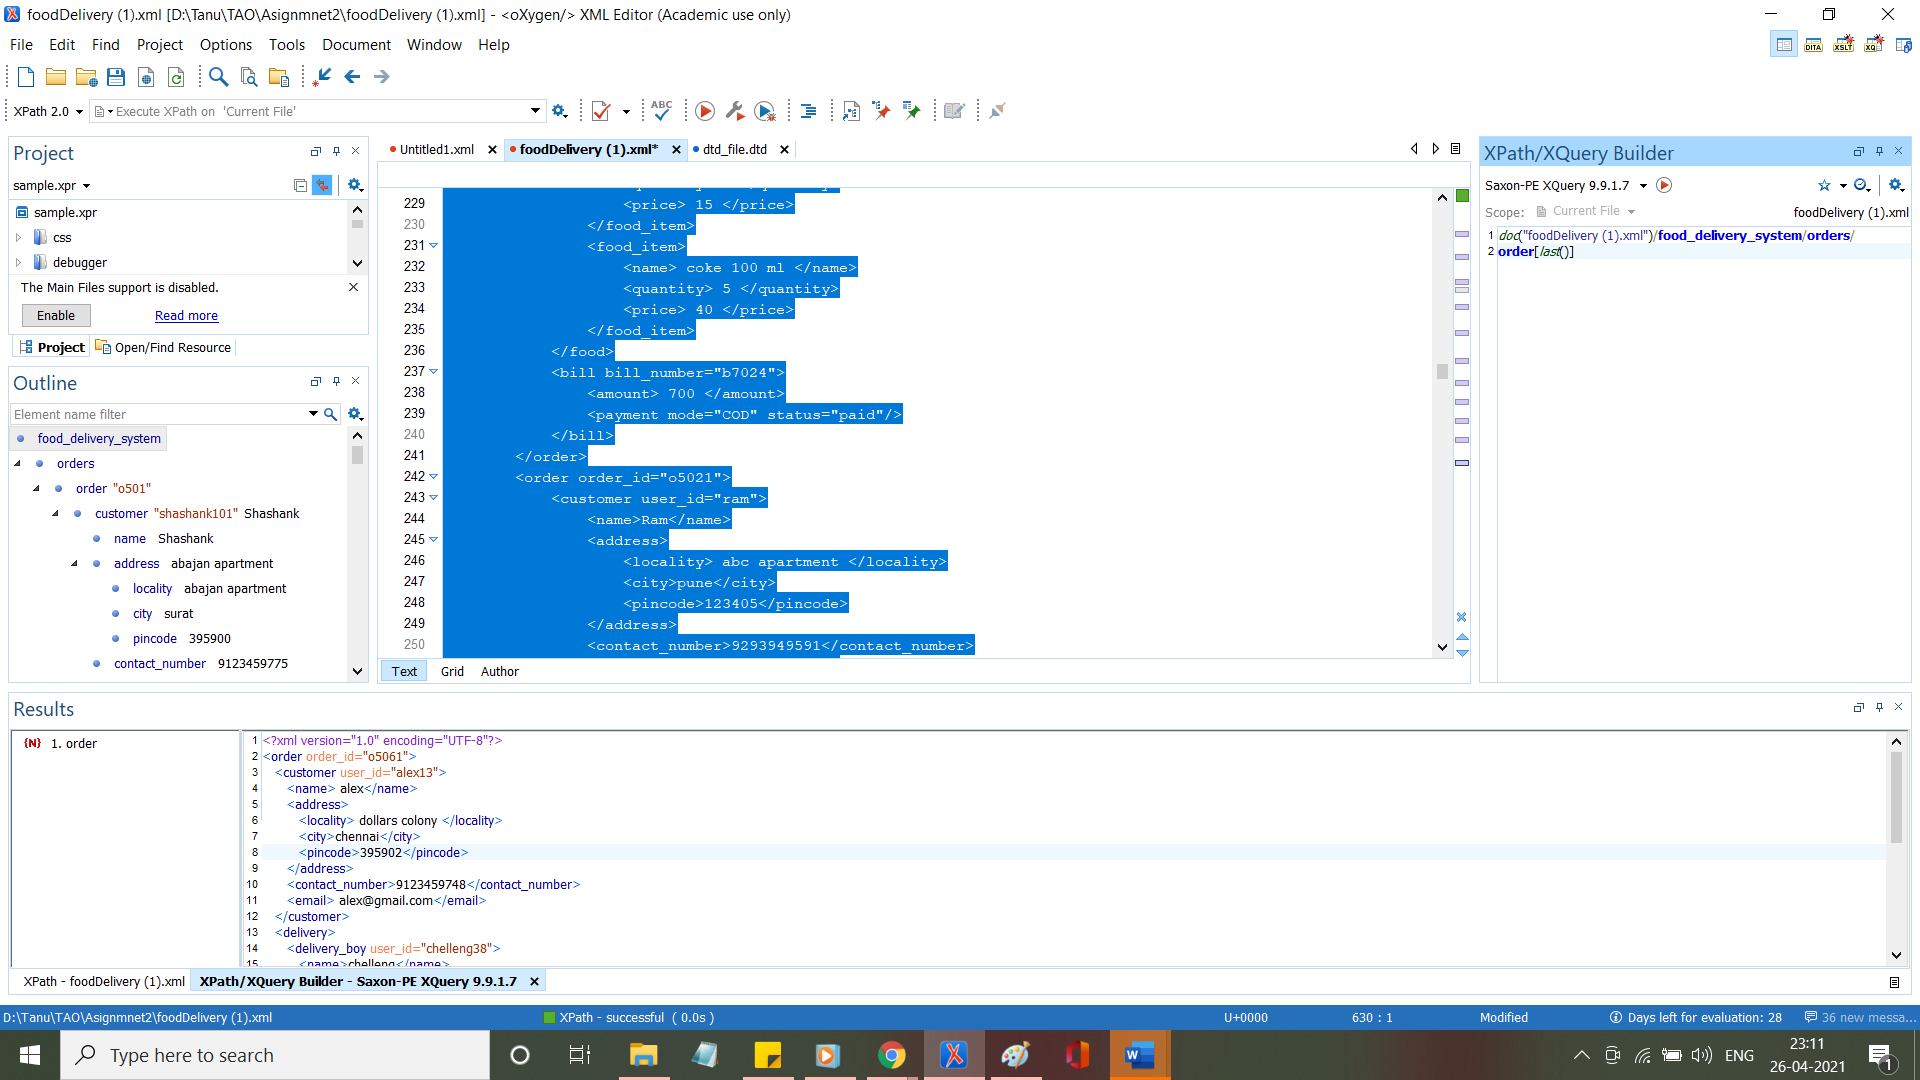 foodDelivery (1).xml [D:\Tanu\TAO\Asignmnet2\foodDelivery (1).xml] - <oXygen/> XML Editor (Academic use only)
File Edit Find Project Options Tools Document Window Help
DITA XSLT XQ
XPath 2.0 Execute XPath on 'Current File' ABC
Project
sample.xpr
sample.xpr
css
debugger
The Main Files support is disabled.
Enable Read more
Project Open/Find Resource
Outline
Element name filter
food_delivery_system
orders
order "o501"
customer "shashank101" Shashank
name Shashank
address abajan apartment
locality abajan apartment
city surat
pincode 395900
contact_number 9123459775
Untitled1.xml foodDelivery (1).xml* dtd_file.dtd
229 <price> 15 </price>
230 </food_item>
231 <food_item>
232 <name> coke 100 ml </name>
233 <quantity> 5 </quantity>
234 <price> 40 </price>
235 </food_item>
236 </food>
237 <bill bill_number="b7024">
238 <amount> 700 </amount>
239 <payment mode="COD" status="paid"/>
240 </bill>
241 </order>
242 <order order_id="o5021">
243 <customer user_id="ram">
244 <name>Ram</name>
245 <address>
246 <locality> abc apartment </locality>
247 <city>pune</city>
248 <pincode>123405</pincode>
249 </address>
250 <contact_number>9293949591</contact_number>
Text Grid Author
XPath/XQuery Builder
Saxon-PE XQuery 9.9.1.7
Scope: Current File foodDelivery (1).xml
1 doc("foodDelivery (1).xml")/food_delivery_system/orders/
2 order[last()]
Results
{N} 1. order
1 <?xml version="1.0" encoding="UTF-8"?>
2 <order order_id="o5061">
3 <customer user_id="alex13">
4 <name> alex</name>
5 <address>
6 <locality> dollars colony </locality>
7 <city>chennai</city>
8 <pincode>395902</pincode>
9 </address>
10 <contact_number>9123459748</contact_number>
11 <email> alex@gmail.com</email>
12 </customer>
13 <delivery>
14 <delivery_boy user_id="chelleng38">
15 <name>chelleng</name>
XPath - foodDelivery (1).xml XPath/XQuery Builder - Saxon-PE XQuery 9.9.1.7
D:\Tanu\TAO\Asignmnet2\foodDelivery (1).xml XPath - successful ( 0.0s ) U+0000 630 : 1 Modified Days left for evaluation: 28 36 new messa...
Type here to search
ENG
23:11
26-04-2021
1